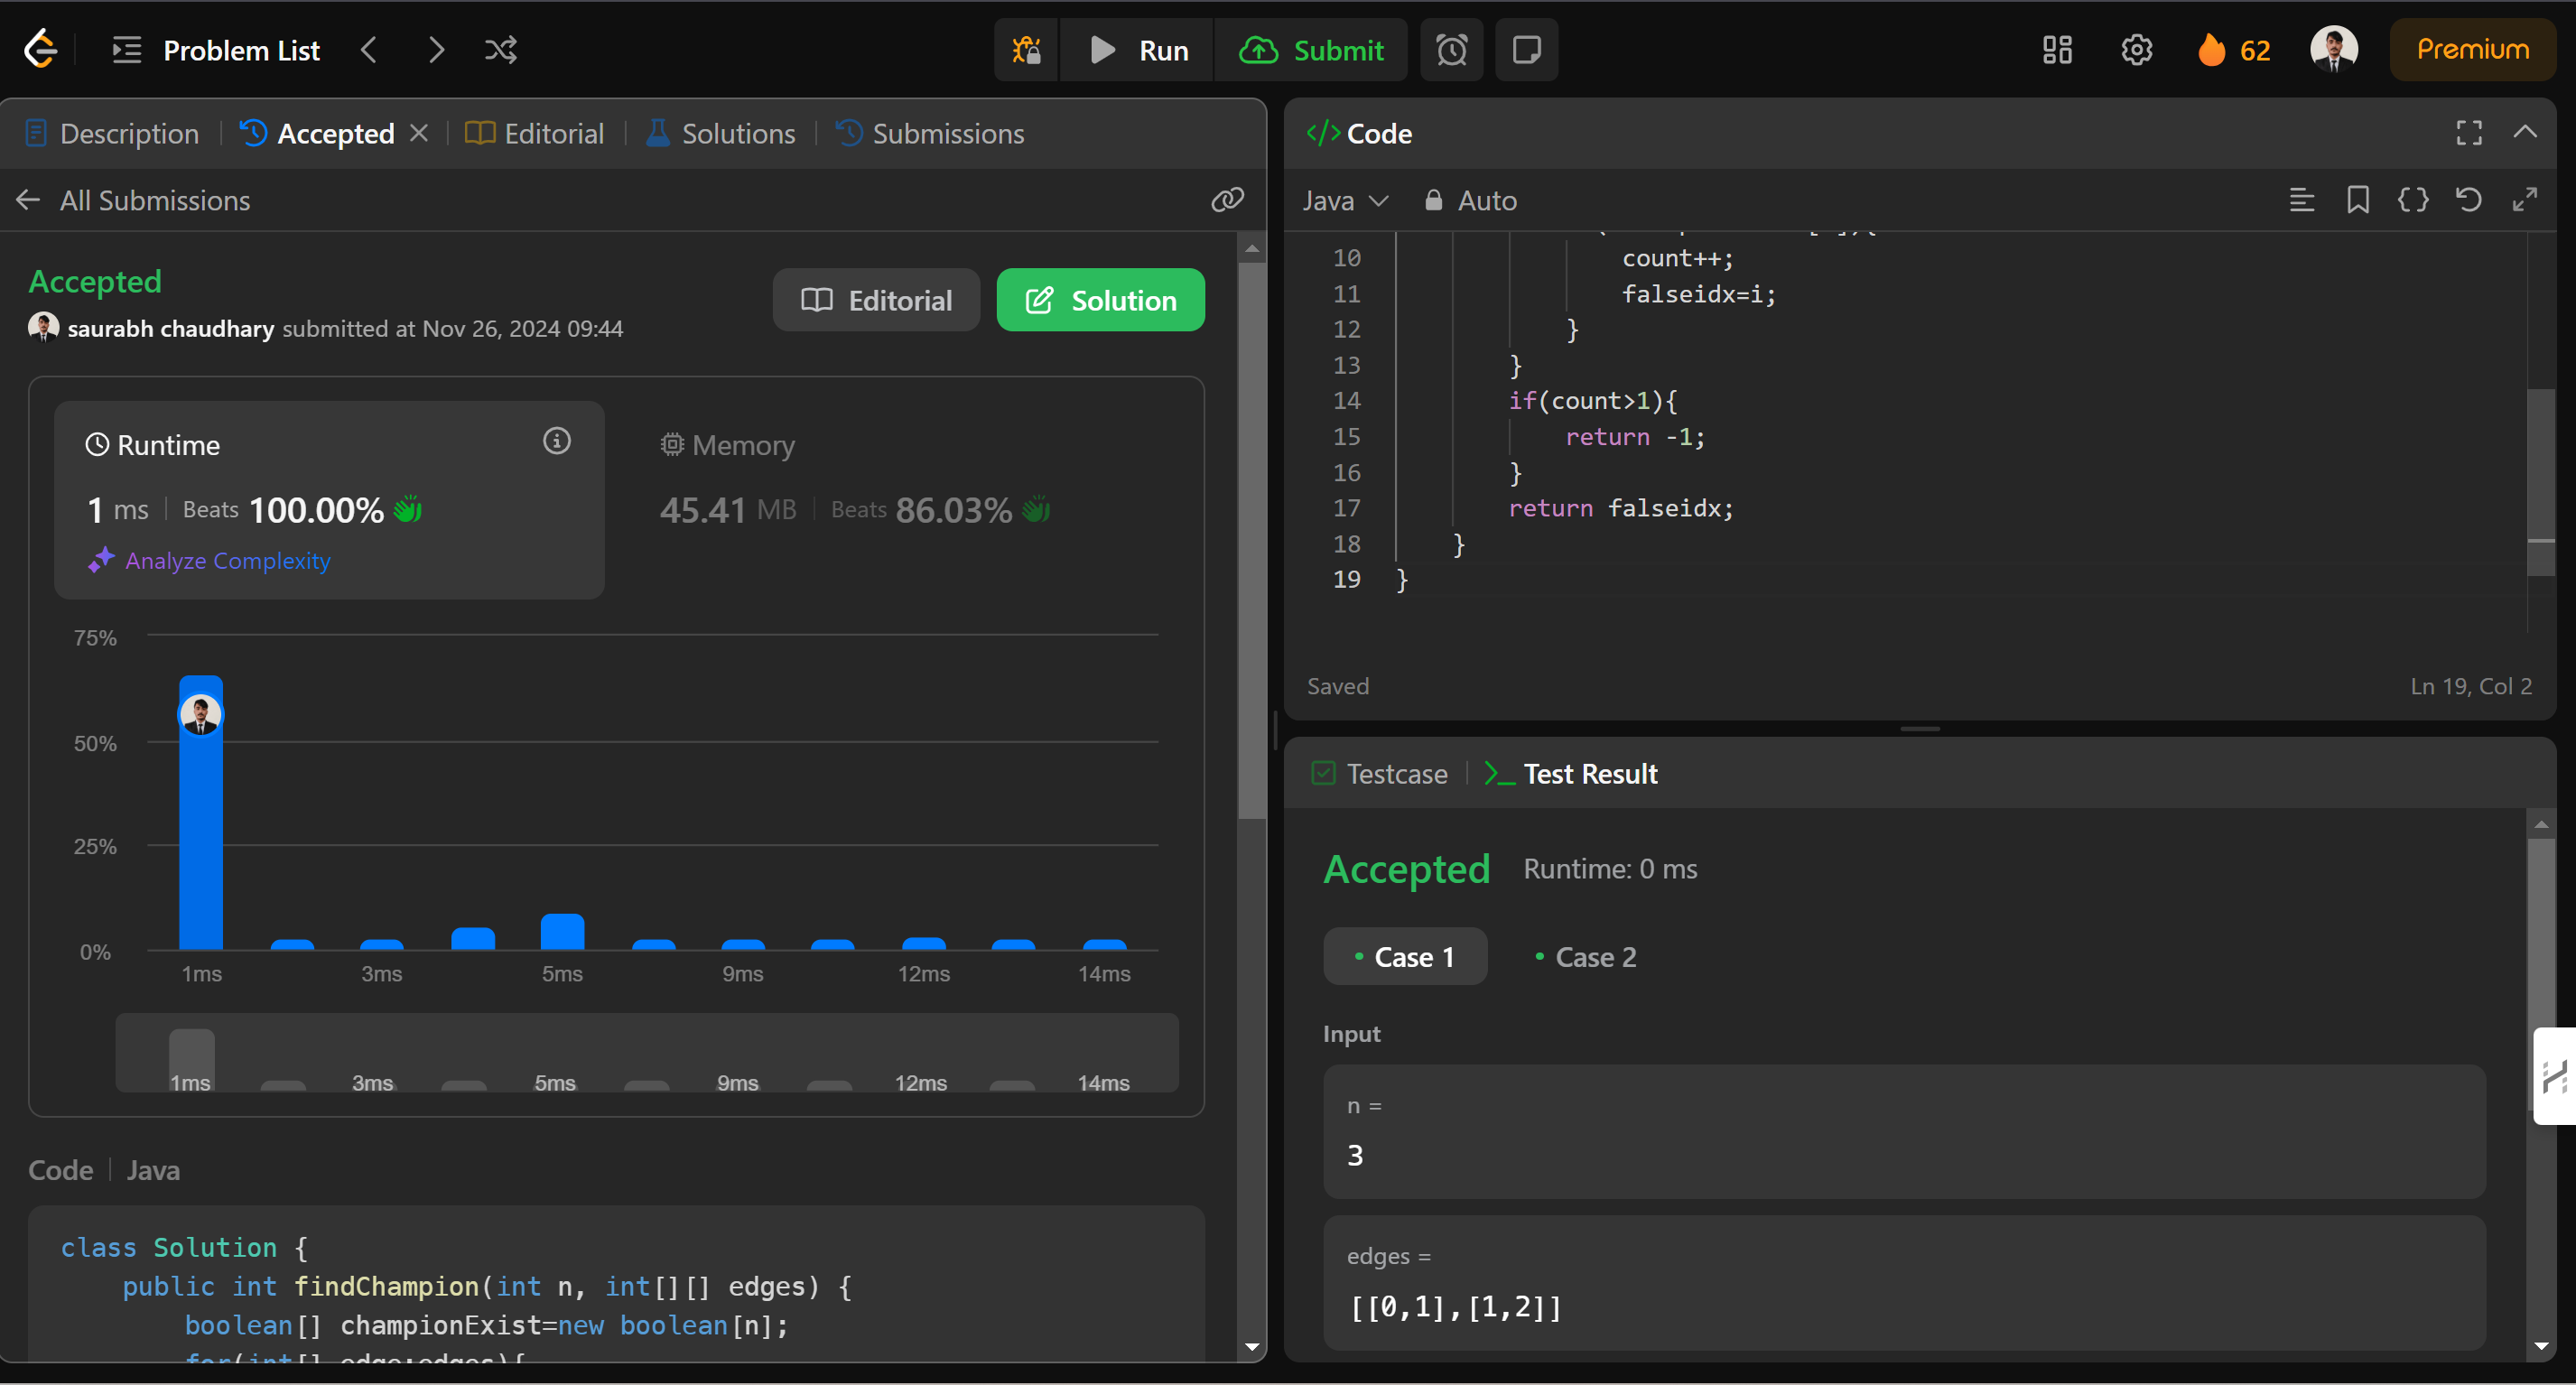 Problem List
Run
Submit
62
Premium
Description
Accepted
Editorial
Solutions
Submissions
All Submissions
Accepted
saurabh chaudhary submitted at Nov 26, 2024 09:44
Editorial
Solution
Runtime
1 ms Beats 100.00%
Analyze Complexity
Memory
45.41 MB Beats 86.03%
75%
50%
25%
0%
1ms 3ms 5ms 9ms 12ms 14ms
1ms 3ms 5ms 9ms 12ms 14ms
Code Java
class Solution {
public int findChampion(int n, int[][] edges) {
boolean[] championExist=new boolean[n];
for(int[] edge:edges){
</> Code
Java Auto
10 count++;
11 falseidx=i;
12 }
13 }
14 if(count>1){
15 return -1;
16 }
17 return falseidx;
18 }
19 }
Saved
Ln 19, Col 2
Testcase
>_ Test Result
Accepted Runtime: 0 ms
• Case 1
• Case 2
Input
n =
3
edges =
[[0,1],[1,2]]